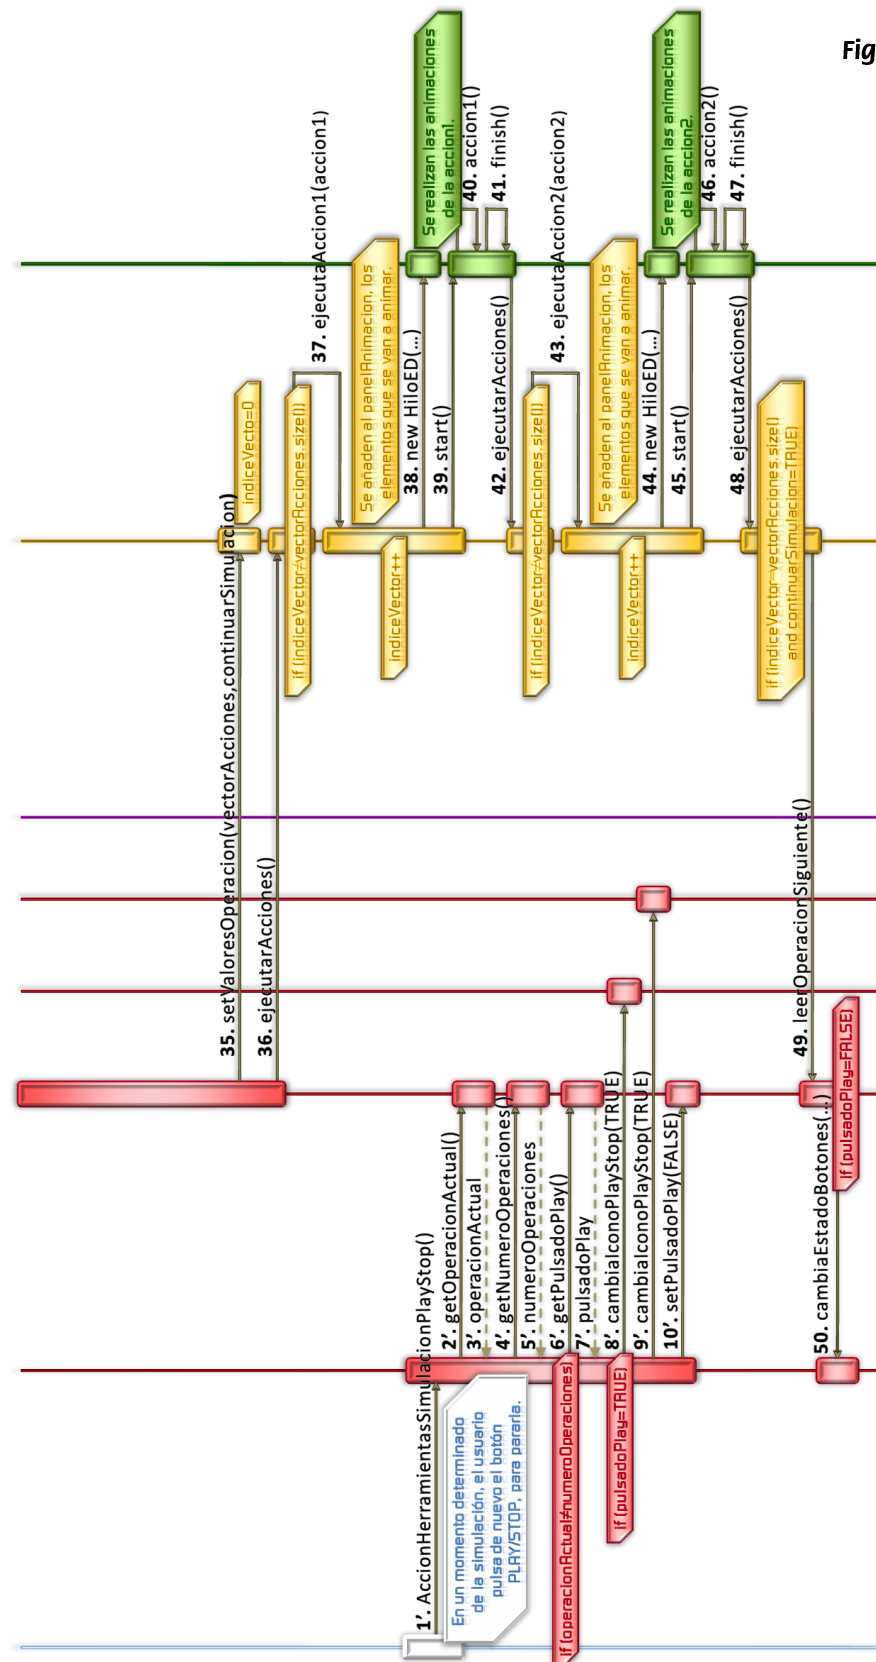 Fig
35. setValoresOperacion(vectorAcciones,continuarSimulacion)
indiceVecto=0
36. ejecutarAcciones()
if (indiceVector≠vectorAcciones.size())
37. ejecutaAccion1(accion1)
Se añaden al panelAnimacion, los
elementos que se van a animar.
indiceVector++
38. new HiloED(...)
39. start()
Se realizan las animaciones
de la accion1.
40. accion1()
41. finish()
42. ejecutarAcciones()
if (indiceVector≠vectorAcciones.size())
43. ejecutaAccion2(accion2)
Se añaden al panelAnimacion, los
elementos que se van a animar.
indiceVector++
44. new HiloED(...)
45. start()
Se realizan las animaciones
de la accion2.
46. accion2()
47. finish()
48. ejecutarAcciones()
if (indiceVector=vectorAcciones.size()
and continuarSimulacion=TRUE)
49. leerOperacionSiguiente()
if (pulsadoPlay=FALSE)
50. cambiaEstadoBotones(...)
1’. AccionHerramientasSimulacionPlayStop()
En un momento determinado
de la simulación, el usuario
pulsa de nuevo el botón
PLAY/STOP, para pararla.
2’. getOperacionActual()
3’. operacionActual
4’. getNumeroOperaciones()
5’. numeroOperaciones
if (operacionActual≠numeroOperaciones)
6’. getPulsadoPlay()
7’. pulsadoPlay
if (pulsadoPlay=TRUE)
8’. cambiaIconoPlayStop(TRUE)
9’. cambiaIconoPlayStop(TRUE)
10’. setPulsadoPlay(FALSE)